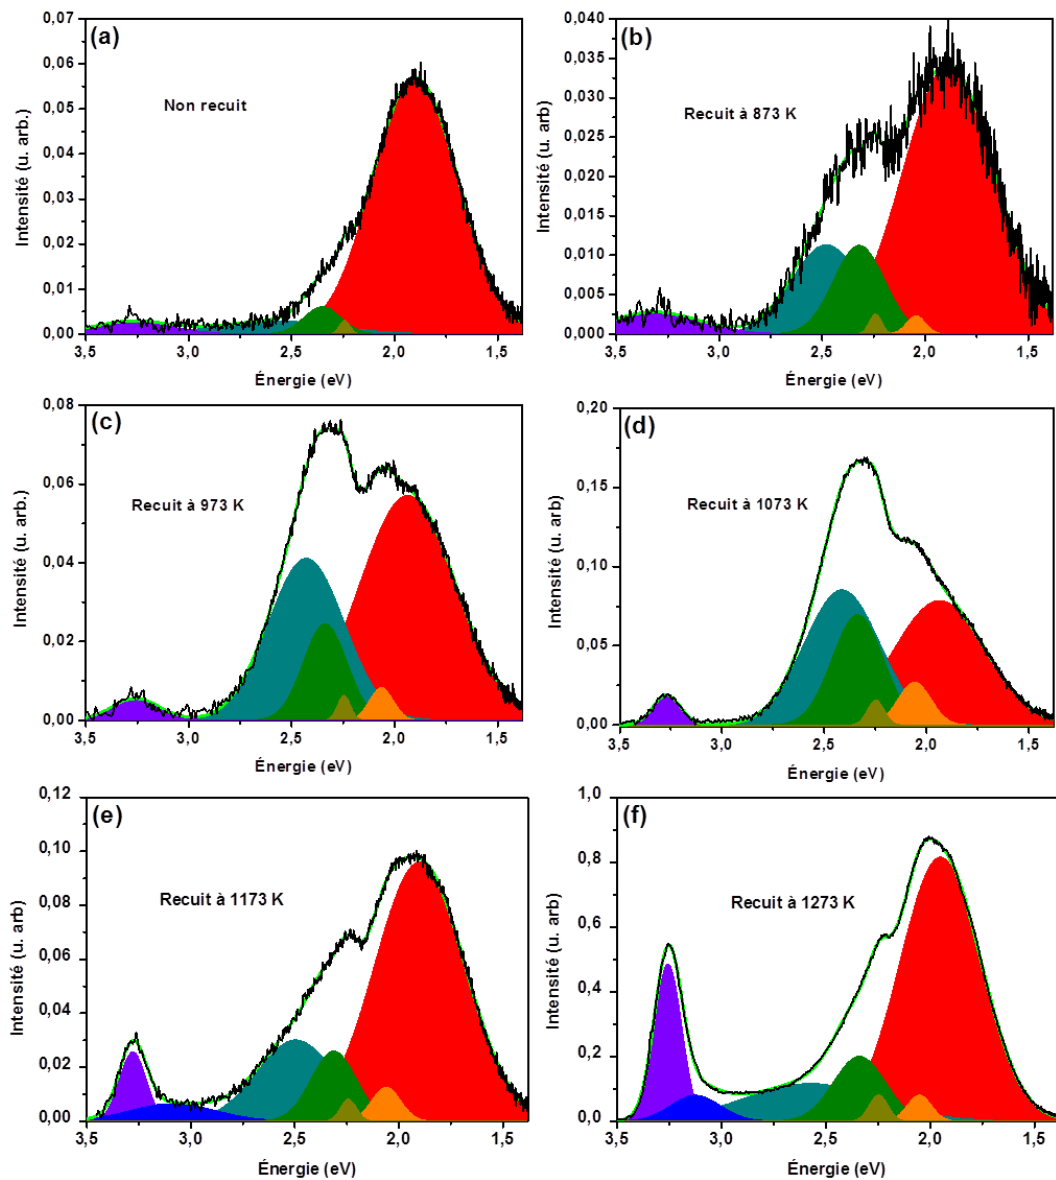 (a)
Non recuit
Intensité (u. arb.)
0,07
0,06
0,05
0,04
0,03
0,02
0,01
0,00
3,5
3,0
2,5
2,0
1,5
Énergie (eV)
(b)
Recuit à 873 K
Intensité (u. arb)
0,040
0,035
0,030
0,025
0,020
0,015
0,010
0,005
0,000
3,5
3,0
2,5
2,0
1,5
Énergie (eV)
(c)
Recuit à 973 K
Intensité (u. arb.)
0,08
0,06
0,04
0,02
0,00
3,5
3,0
2,5
2,0
1,5
Énergie (eV)
(d)
Recuit à 1073 K
Intensité (u. arb)
0,20
0,15
0,10
0,05
0,00
3,5
3,0
2,5
2,0
1,5
Énergie (eV)
(e)
Recuit à 1173 K
Intensité (u. arb)
0,12
0,10
0,08
0,06
0,04
0,02
0,00
3,5
3,0
2,5
2,0
1,5
Énergie (eV)
(f)
Recuit à 1273 K
Intensité (u. arb)
1,0
0,8
0,6
0,4
0,2
0,0
3,5
3,0
2,5
2,0
1,5
Énergie (eV)